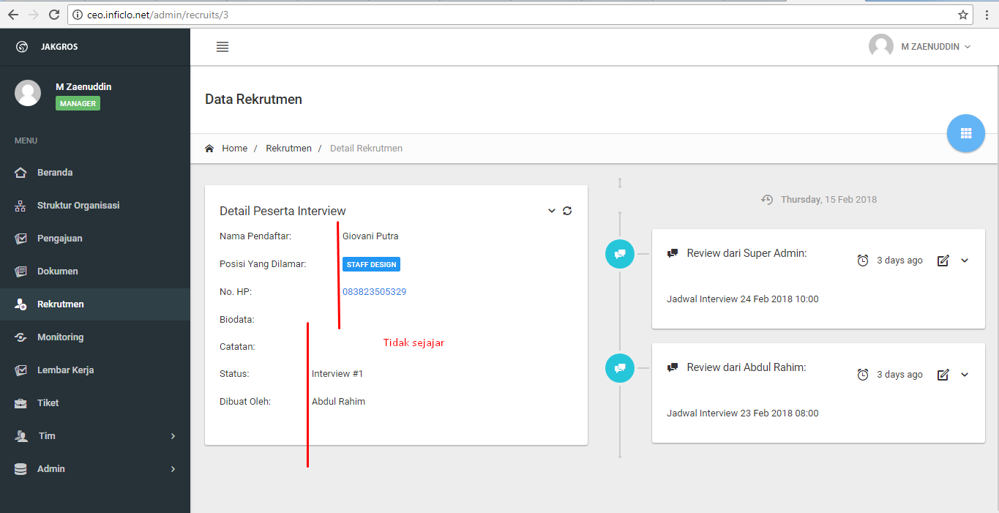 ceo.inficlo.net/admin/recruits/3
JAKGROS
M ZAENUDDIN
M Zaenuddin
MANAGER
MENU
Beranda
Struktur Organisasi
Pengajuan
Dokumen
Rekrutmen
Monitoring
Lembar Kerja
Tiket
Tim
Admin
Data Rekrutmen
Home / Rekrutmen / Detail Rekrutmen
Detail Peserta Interview
Nama Pendaftar: Giovani Putra
Posisi Yang Dilamar: STAFF DESIGN
No. HP: 083823505329
Biodata:
Catatan:
Tidak sejajar
Status: Interview #1
Dibuat Oleh: Abdul Rahim
Thursday, 15 Feb 2018
Review dari Super Admin: 3 days ago
Jadwal Interview 24 Feb 2018 10:00
Review dari Abdul Rahim: 3 days ago
Jadwal Interview 23 Feb 2018 08:00